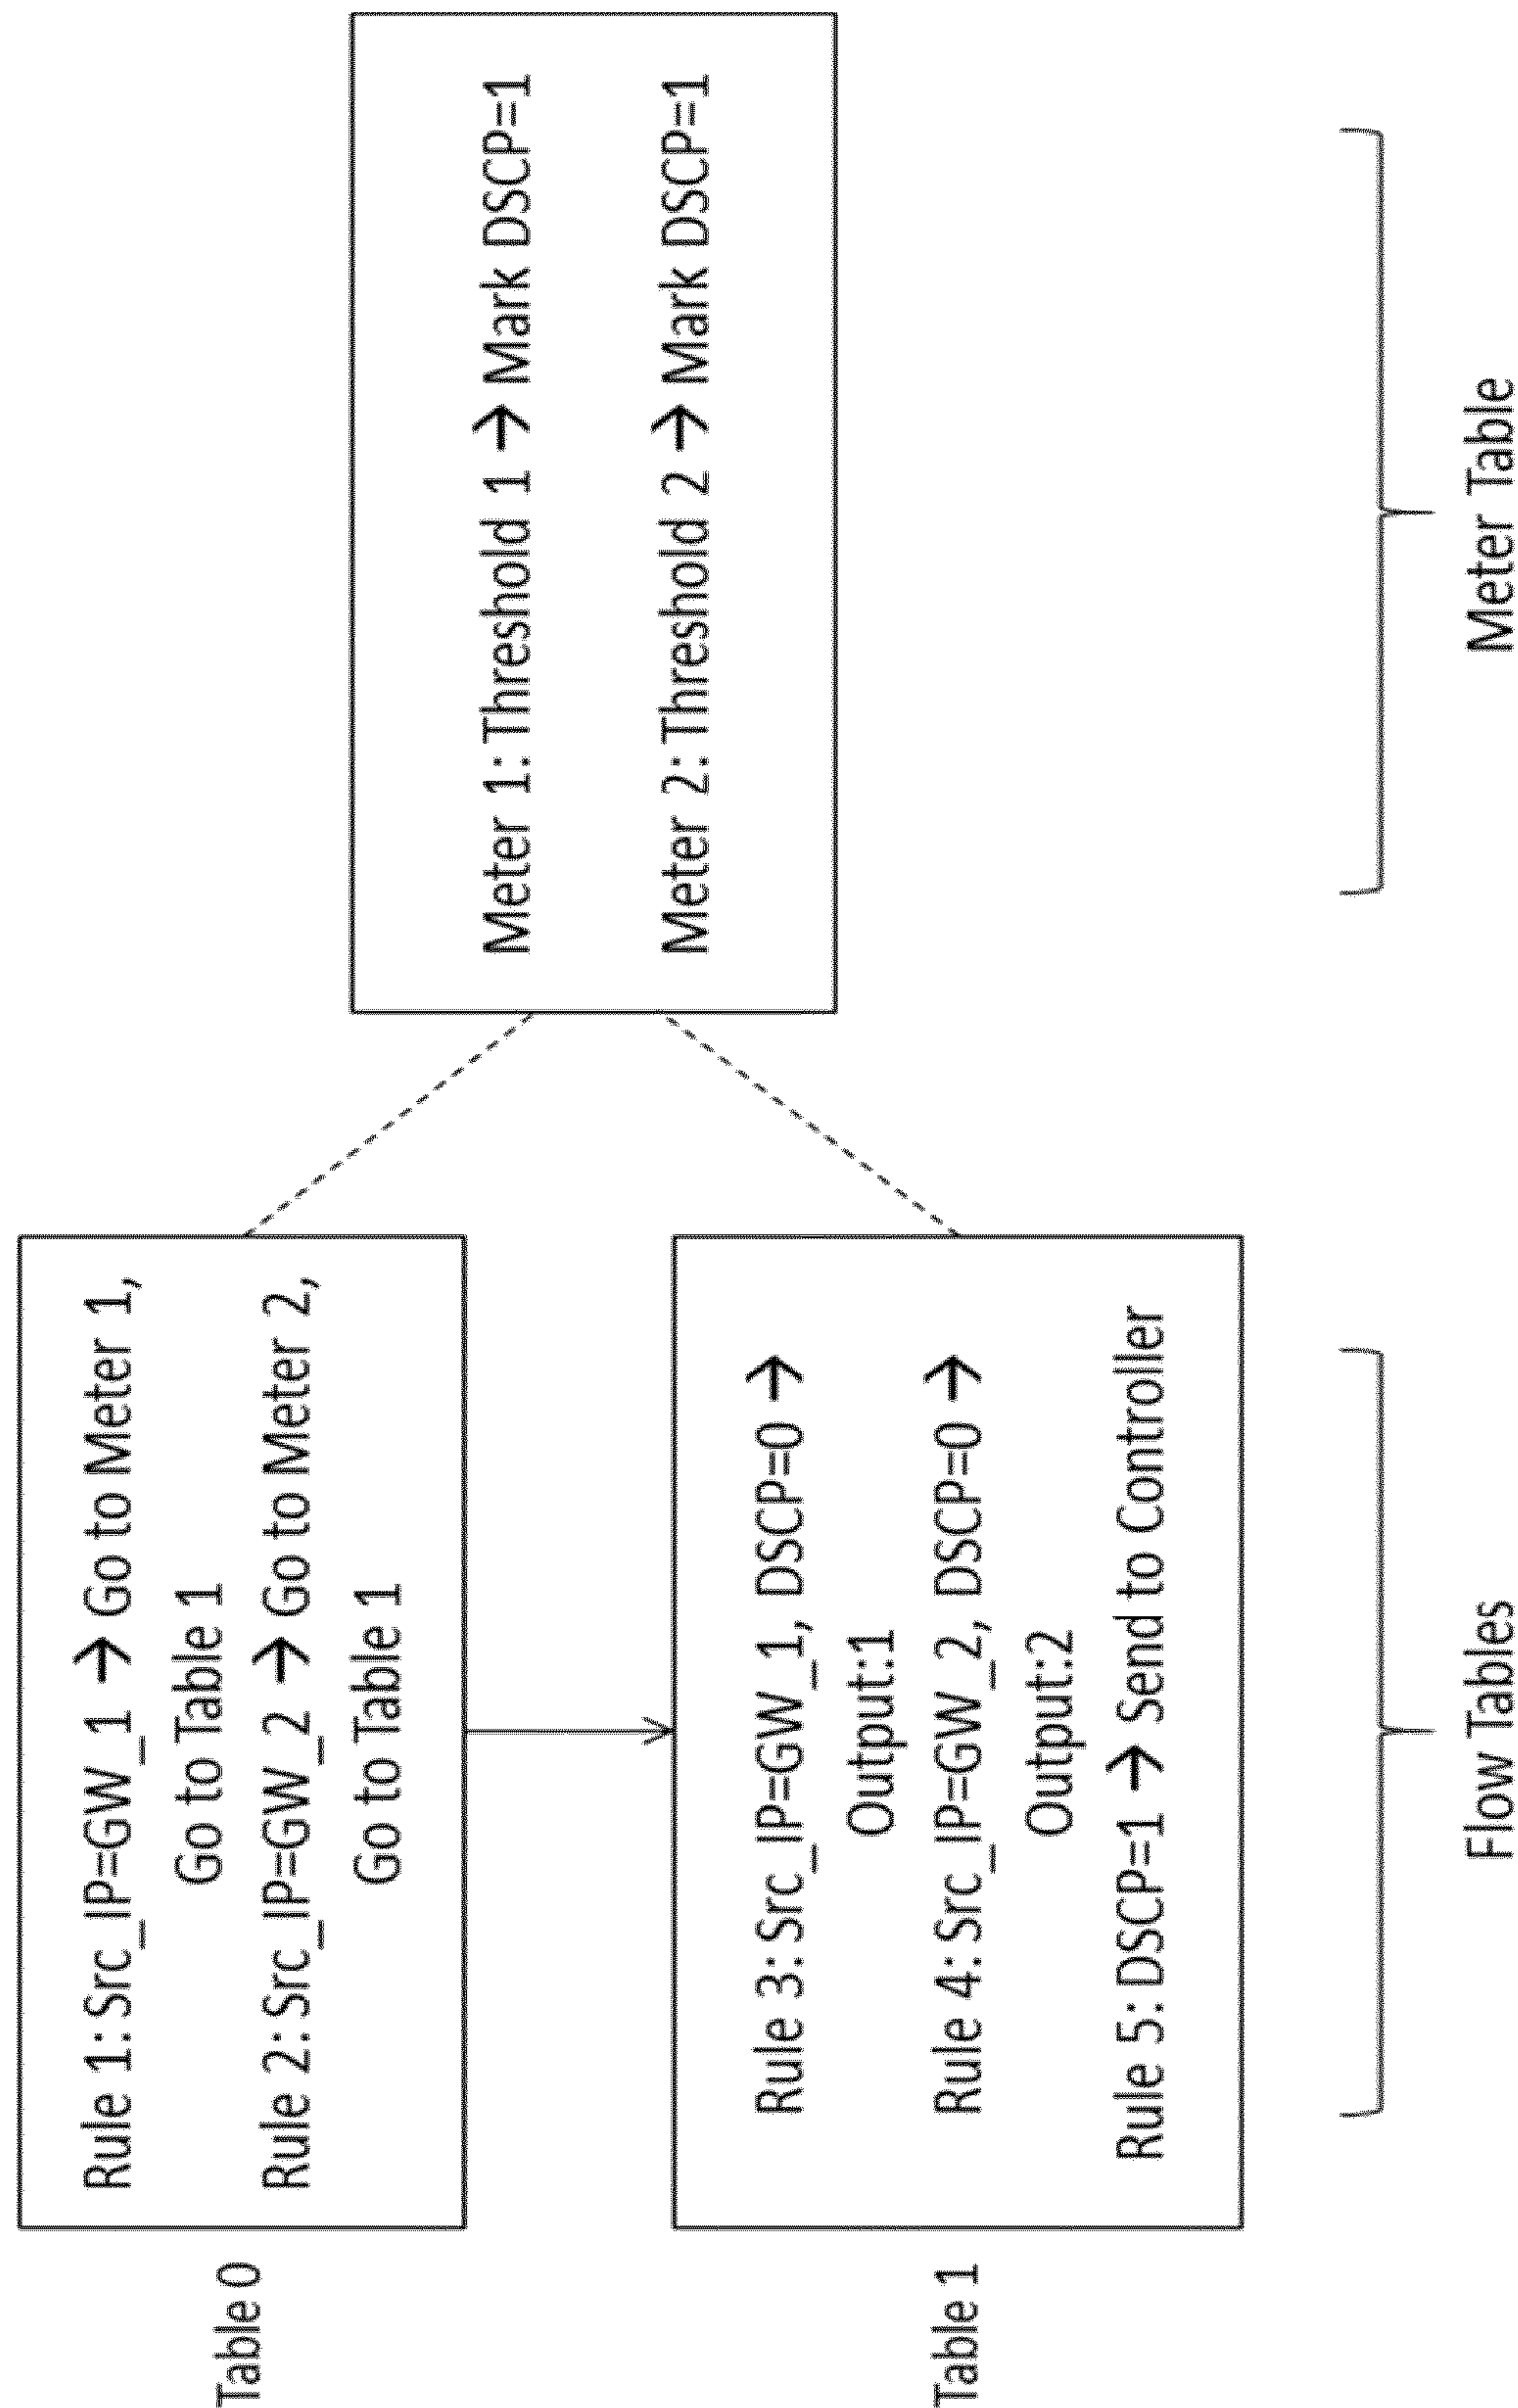 Table 0
Rule 1: Src_IP=GW_1 → Go to Meter 1,
Go to Table 1
Rule 2: Src_IP=GW_2 → Go to Meter 2,
Go to Table 1
Table 1
Rule 3: Src_IP=GW_1, DSCP=0 →
Output:1
Rule 4: Src_IP=GW_2, DSCP=0 →
Output:2
Rule 5: DSCP=1 → Send to Controller
Flow Tables
Meter 1: Threshold 1 → Mark DSCP=1
Meter 2: Threshold 2 → Mark DSCP=1
Meter Table